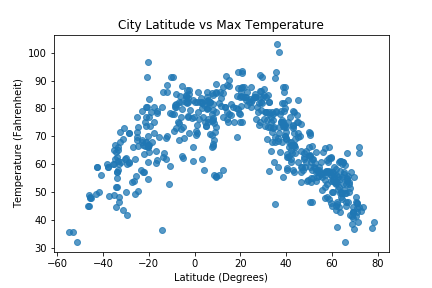 City Latitude vs Max Temperature
100
90
80
70
60
50
40
30
Temperature (Fahrenheit)
−60 −40 −20 0 20 40 60 80
Latitude (Degrees)